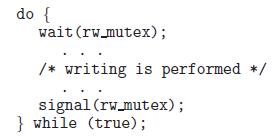 do {
wait(rw_mutex);
. . .
/* writing is performed */
. . .
signal(rw_mutex);
} while (true);